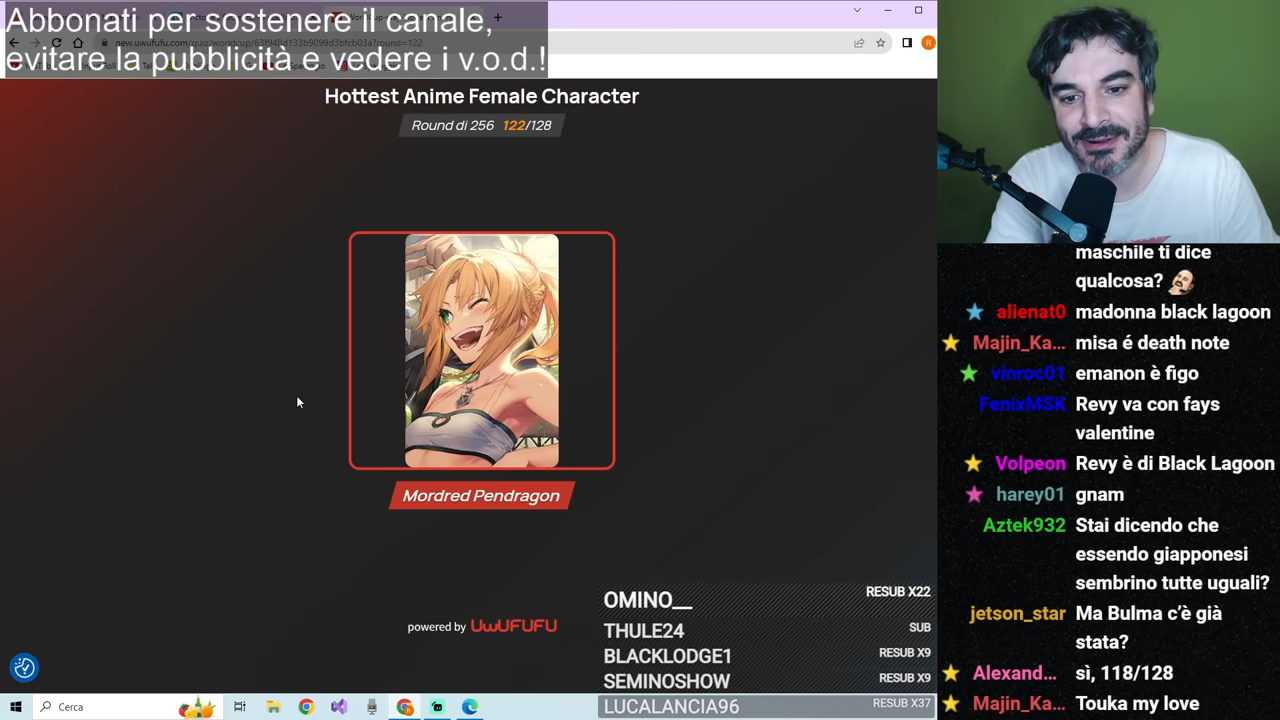 Abbonati per sostenere il canale,
evitare la pubblicità e vedere i v.o.d.!
Hottest Anime Female Character
Round di 256 122/128
Mordred Pendragon
powered by UwUFUFU
OMINO__ RESUB X22
THULE24 SUB
BLACKLODGE1 RESUB X9
SEMINOSHOW RESUB X9
LUCALANCIA96 RESUB X37
maschile ti dice
qualcosa?
alienat0 madonna black lagoon
Majin_Ka... misa é death note
vinroc01 emanon è figo
FenixMSK Revy va con fays
valentine
Volpeon Revy è di Black Lagoon
harey01 gnam
Aztek932 Stai dicendo che
essendo giapponesi
sembrino tutte uguali?
jetson_star Ma Bulma c'è già
stata?
Alexand... sì, 118/128
Majin_Ka... Touka my love
Cerca